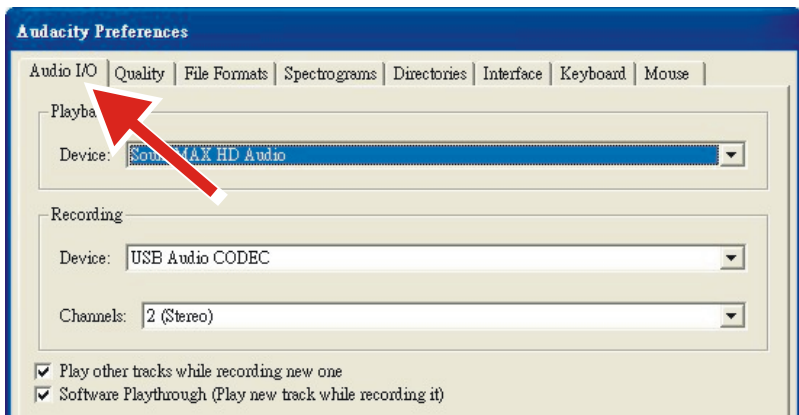 Audacity Preferences
Audio I/O Quality File Formats Spectrograms Directories Interface Keyboard Mouse
Device: HD Audio
Recording
Device: USB Audio CODEC
Channels: 2 (Stereo)
Play other tracks while recording new one
Software Playthrough (Play new track while recording it)